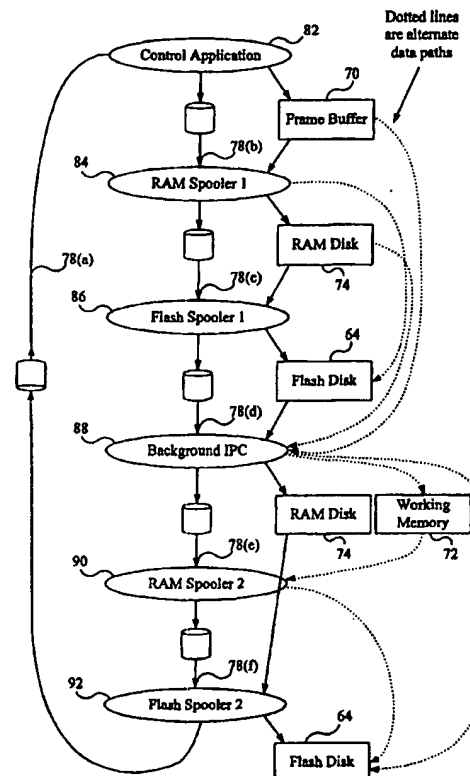 82
Dotted lines
are alternate
data paths
Control Application
70
Frame Buffer
78(b)
84
RAM Spooler 1
RAM Disk
78(a)
78(c)
74
86
Flash Spooler 1
64
Flash Disk
78(d)
88
Background IPC
RAM Disk
Working
Memory
74
72
78(e)
90
RAM Spooler 2
78(f)
92
Flash Spooler 2
64
Flash Disk